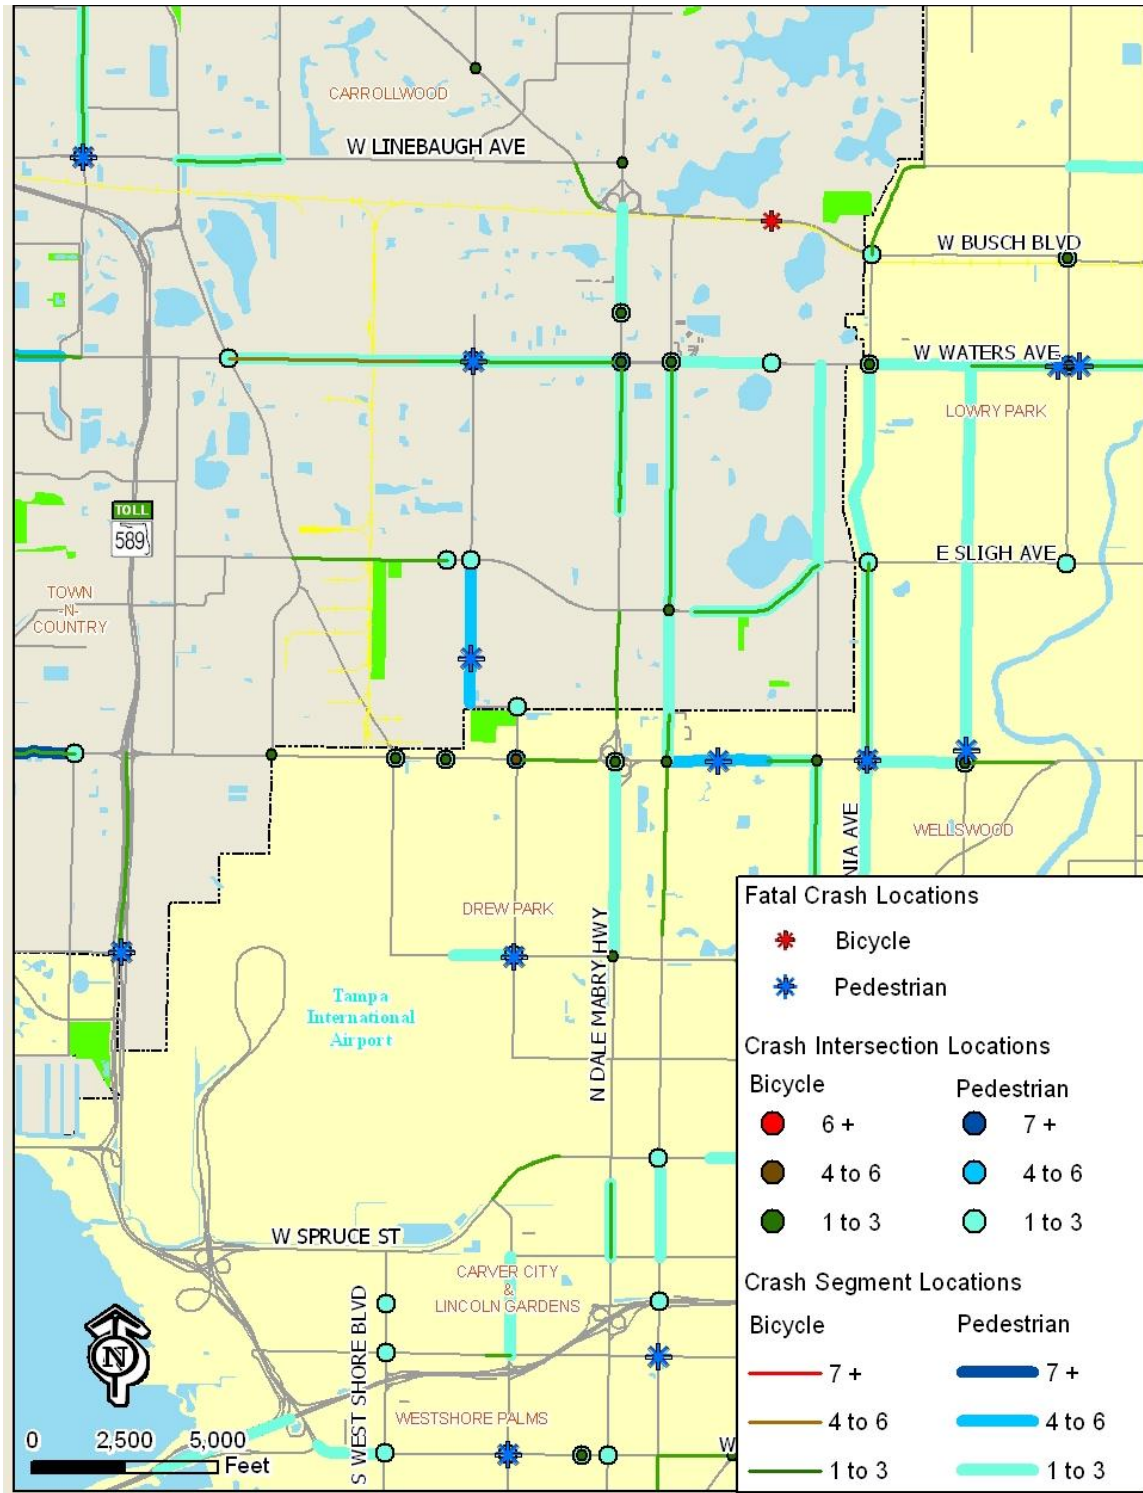 CARROLLWOOD
W LINEBAUGH AVE
W BUSCH BLVD
W WATERS AVE
LOWRY PARK
TOLL
589
E SLIGH AVE
TOWN
-N-
COUNTRY
WELLSWOOD
NIA AVE
DREW PARK
N DALE MABRY HWY
Tampa
International
Airport
W SPRUCE ST
CARVER CITY
&
LINCOLN GARDENS
S WEST SHORE BLVD
WESTSHORE PALMS
W
N
0 2,500 5,000
Feet
Fatal Crash Locations
Bicycle
Pedestrian
Crash Intersection Locations
Bicycle Pedestrian
6 + 7 +
4 to 6 4 to 6
1 to 3 1 to 3
Crash Segment Locations
Bicycle Pedestrian
7 + 7 +
4 to 6 4 to 6
1 to 3 1 to 3